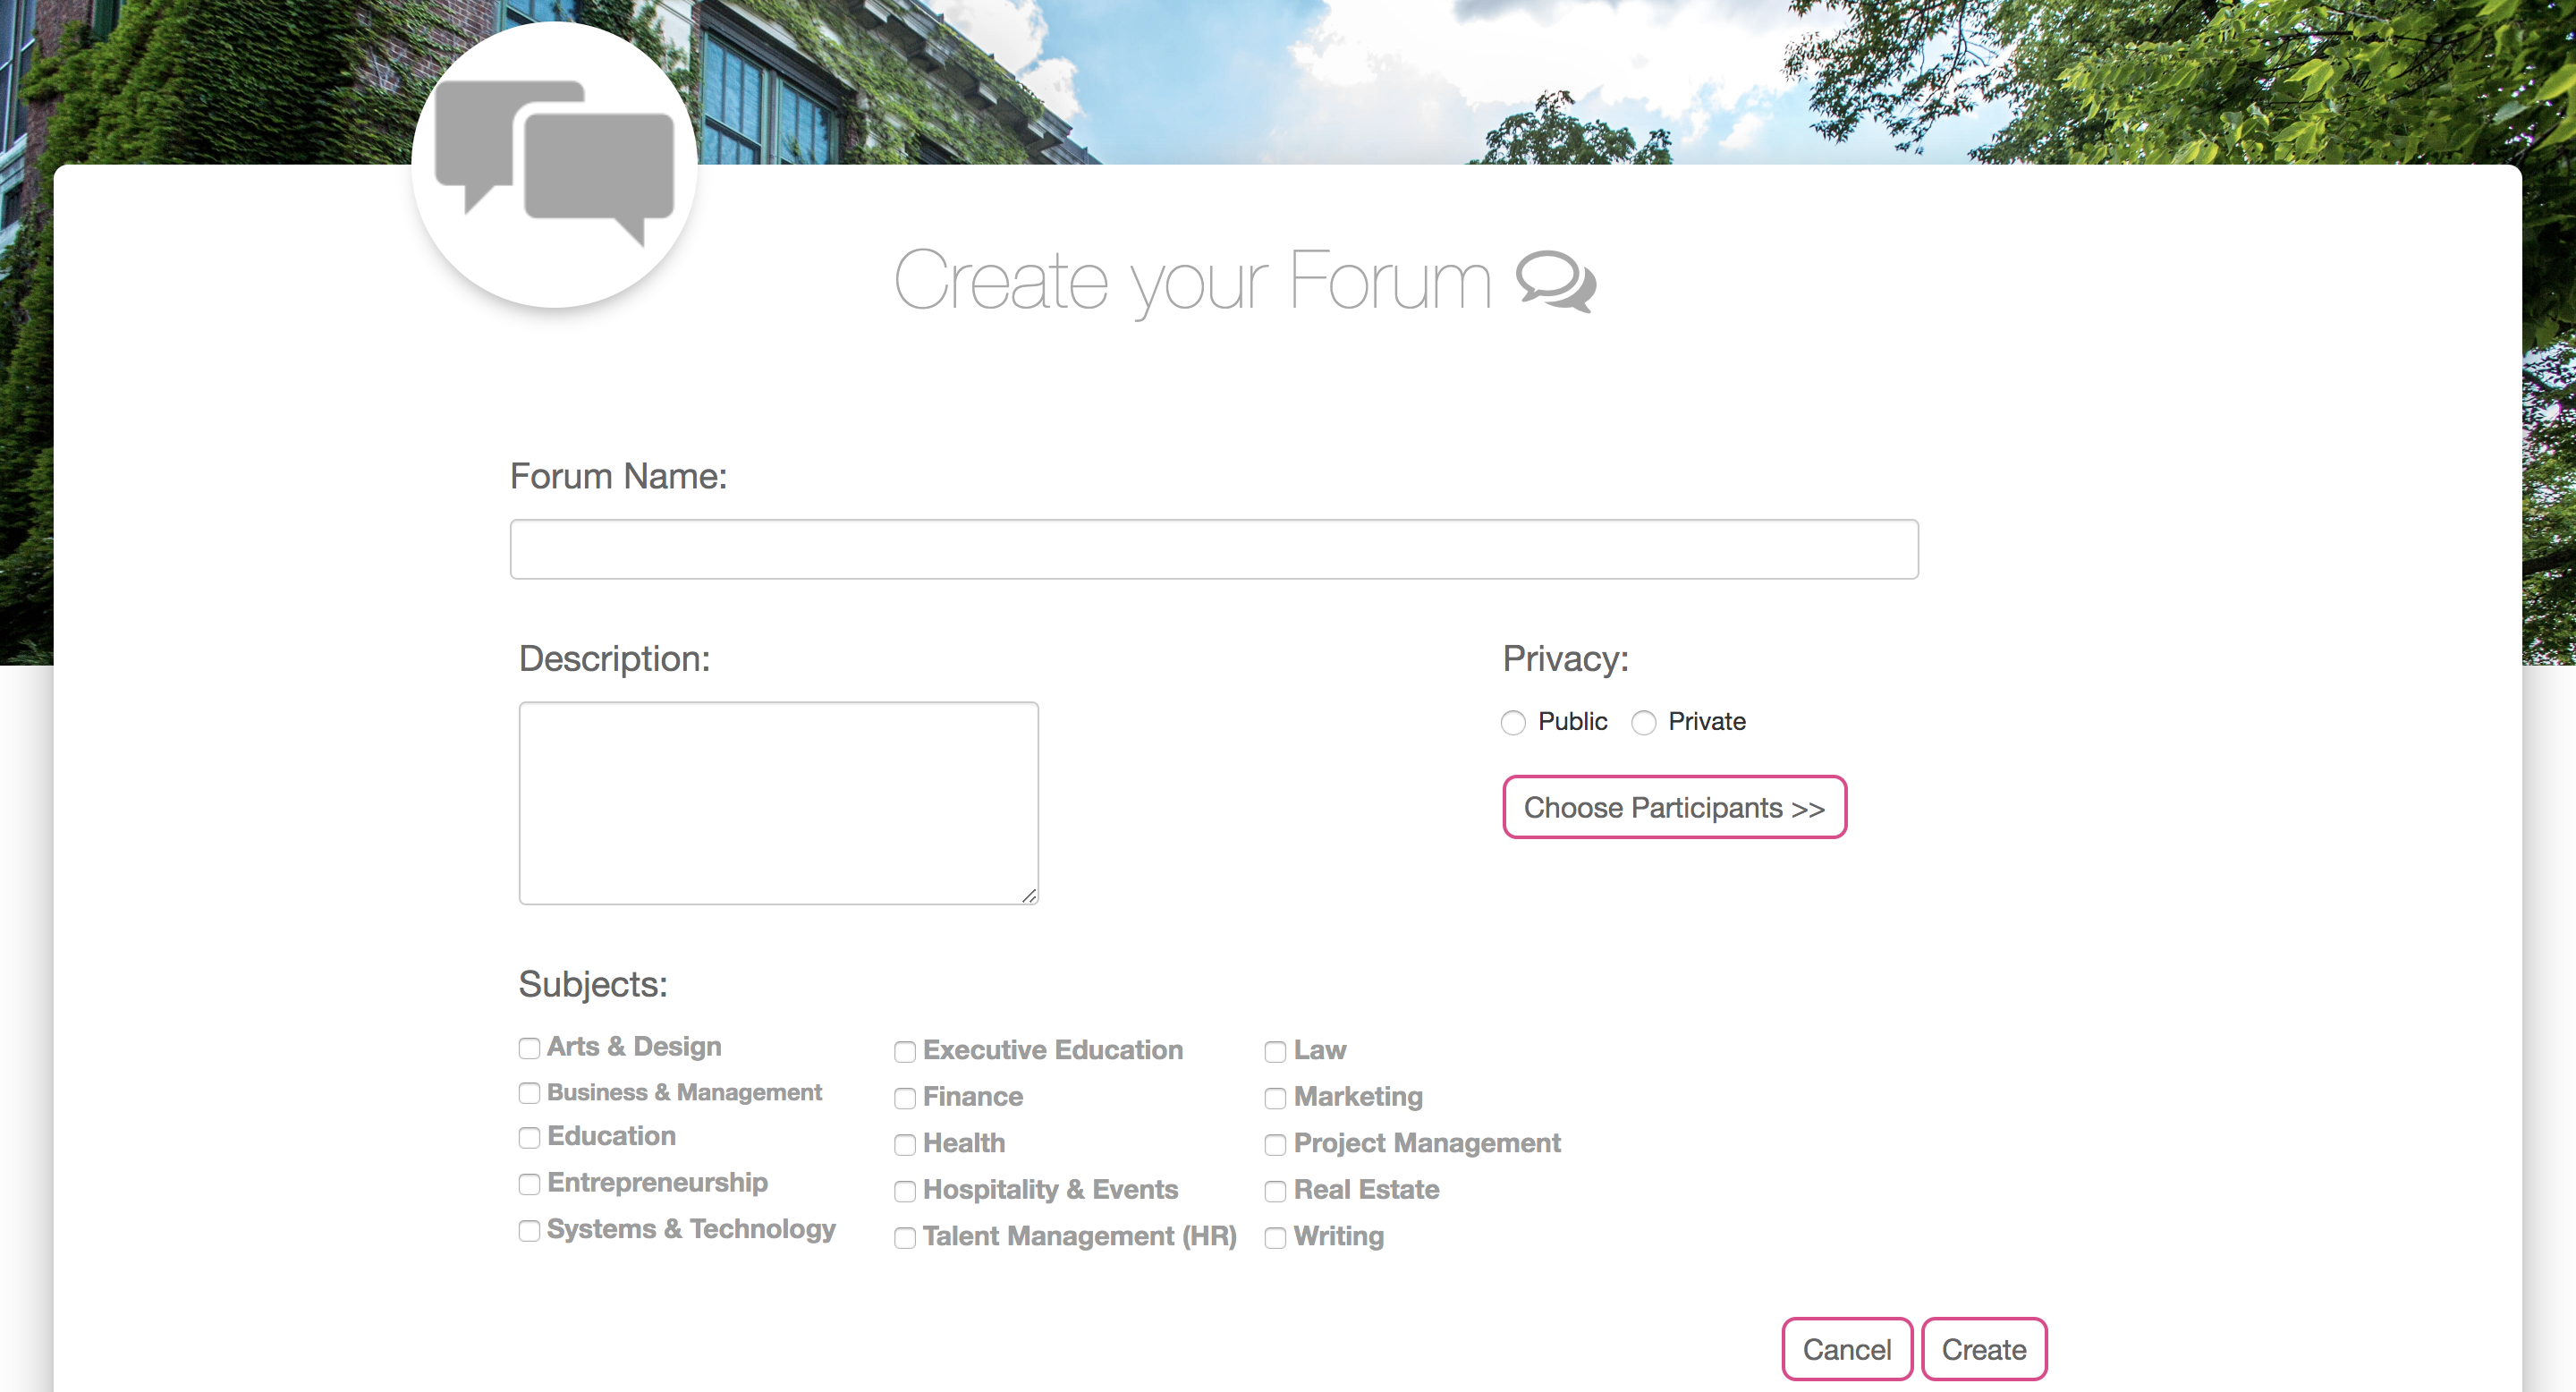 Create your Forum
Forum Name:
Description:
Privacy:
Public Private
Choose Participants >>
Subjects:
Arts & Design
Business & Management
Education
Entrepreneurship
Systems & Technology
Executive Education
Finance
Health
Hospitality & Events
Talent Management (HR)
Law
Marketing
Project Management
Real Estate
Writing
Cancel Create